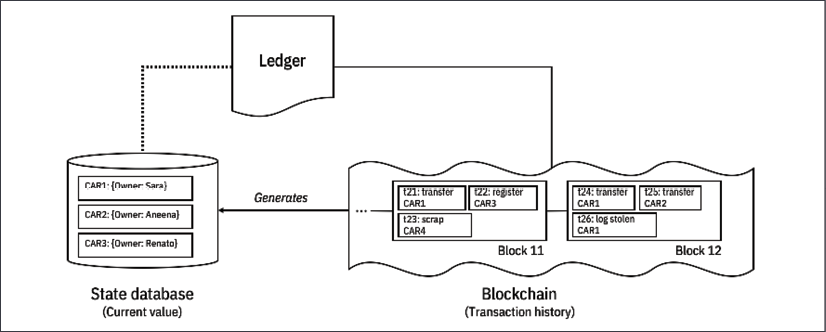 Ledger
CAR1: {Owner: Sara}
CAR2: {Owner: Aneena}
CAR3: {Owner: Renato}
State database
(Current value)
Generates
...
t21: transfer
CAR1
t22: register
CAR3
t23: scrap
CAR4
Block 11
t24: transfer
CAR1
t25: transfer
CAR2
t26: log stolen
CAR1
Block 12
Blockchain
(Transaction history)